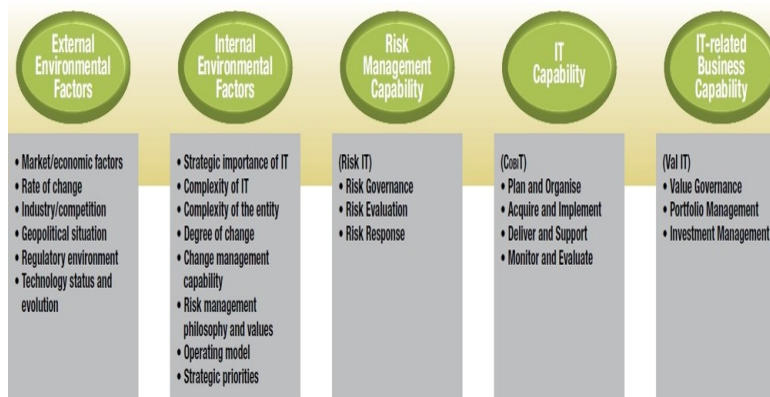 External
Environmental
Factors
• Market/economic factors
• Rate of change
• Industry/competition
• Geopolitical situation
• Regulatory environment
• Technology status and
evolution
Internal
Environmental
Factors
• Strategic importance of IT
• Complexity of IT
• Complexity of the entity
• Degree of change
• Change management
capability
• Risk management
philosophy and values
• Operating model
• Strategic priorities
Risk
Management
Capability
(Risk IT)
• Risk Governance
• Risk Evaluation
• Risk Response
IT
Capability
(COBIT)
• Plan and Organise
• Acquire and Implement
• Deliver and Support
• Monitor and Evaluate
IT-related
Business
Capability
(Val IT)
• Value Governance
• Portfolio Management
• Investment Management